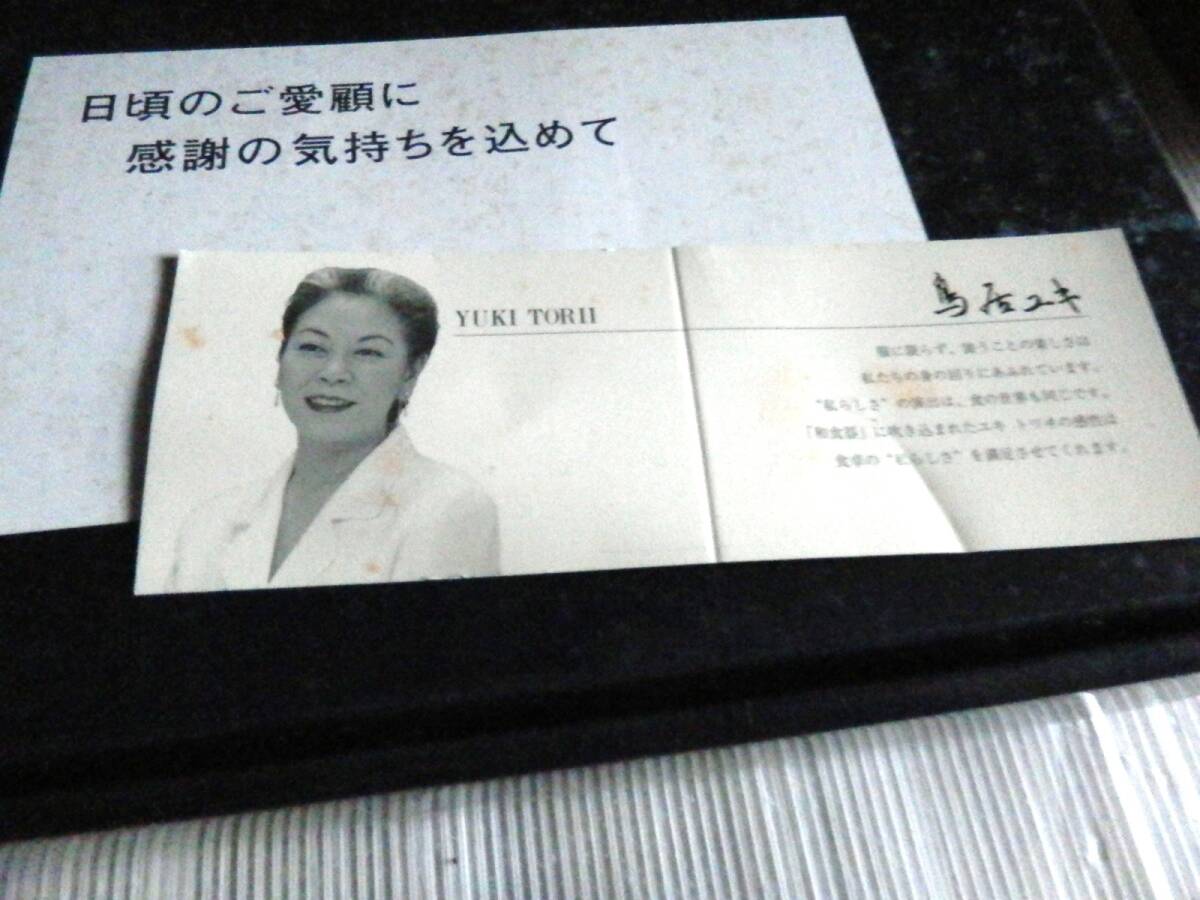 日頃のご愛顧に
感謝の気持ちを込めて
YUKI TORII
鳥居ユキ
服に限らず、装うことの楽しさは
私たちの身の回りにあふれています。
"私らしさ"の演出は、食の世界も同じです。
「和食器」に吹き込まれたユキ トリヰの感性は
食卓の"私らしさ"を満足させてくれます。